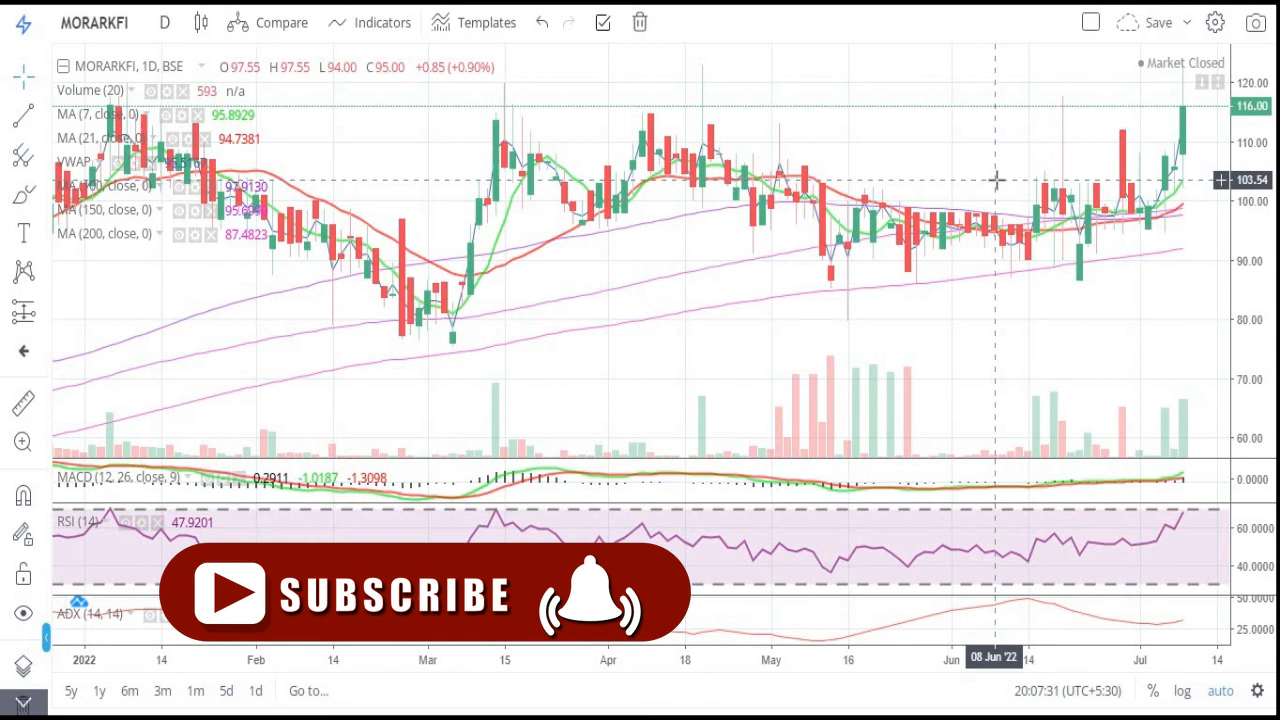 MORARKFI D Compare Indicators Templates Save
MORARKFI, 1D, BSE O 97.55 H 97.55 L 94.00 C 95.00 +0.85 (+0.90%)
Market Closed
Volume (20) 593 n/a
MA (7, close, 0) 95.8929
MA (21, close, 0) 94.7381
VWAP
MA (100, close, 0) 97.9130
MA (150, close, 0)
MA (200, close, 0) 87.4823
120.00
116.00
110.00
103.54
100.00
90.00
80.00
70.00
60.00
MACD (12, 26, close, 9) 0.2911 -1.0187 -1.3098
0.0000
RSI (14) 47.9201
60.0000
40.0000
SUBSCRIBE
ADX (14, 14)
50.0000
25.0000
2022 14 Feb 14 Mar 15 Apr 18 May 16 Jun 08 Jun '22 14 Jul 14
5y 1y 6m 3m 1m 5d 1d Go to...
20:07:31 (UTC+5:30) % log auto